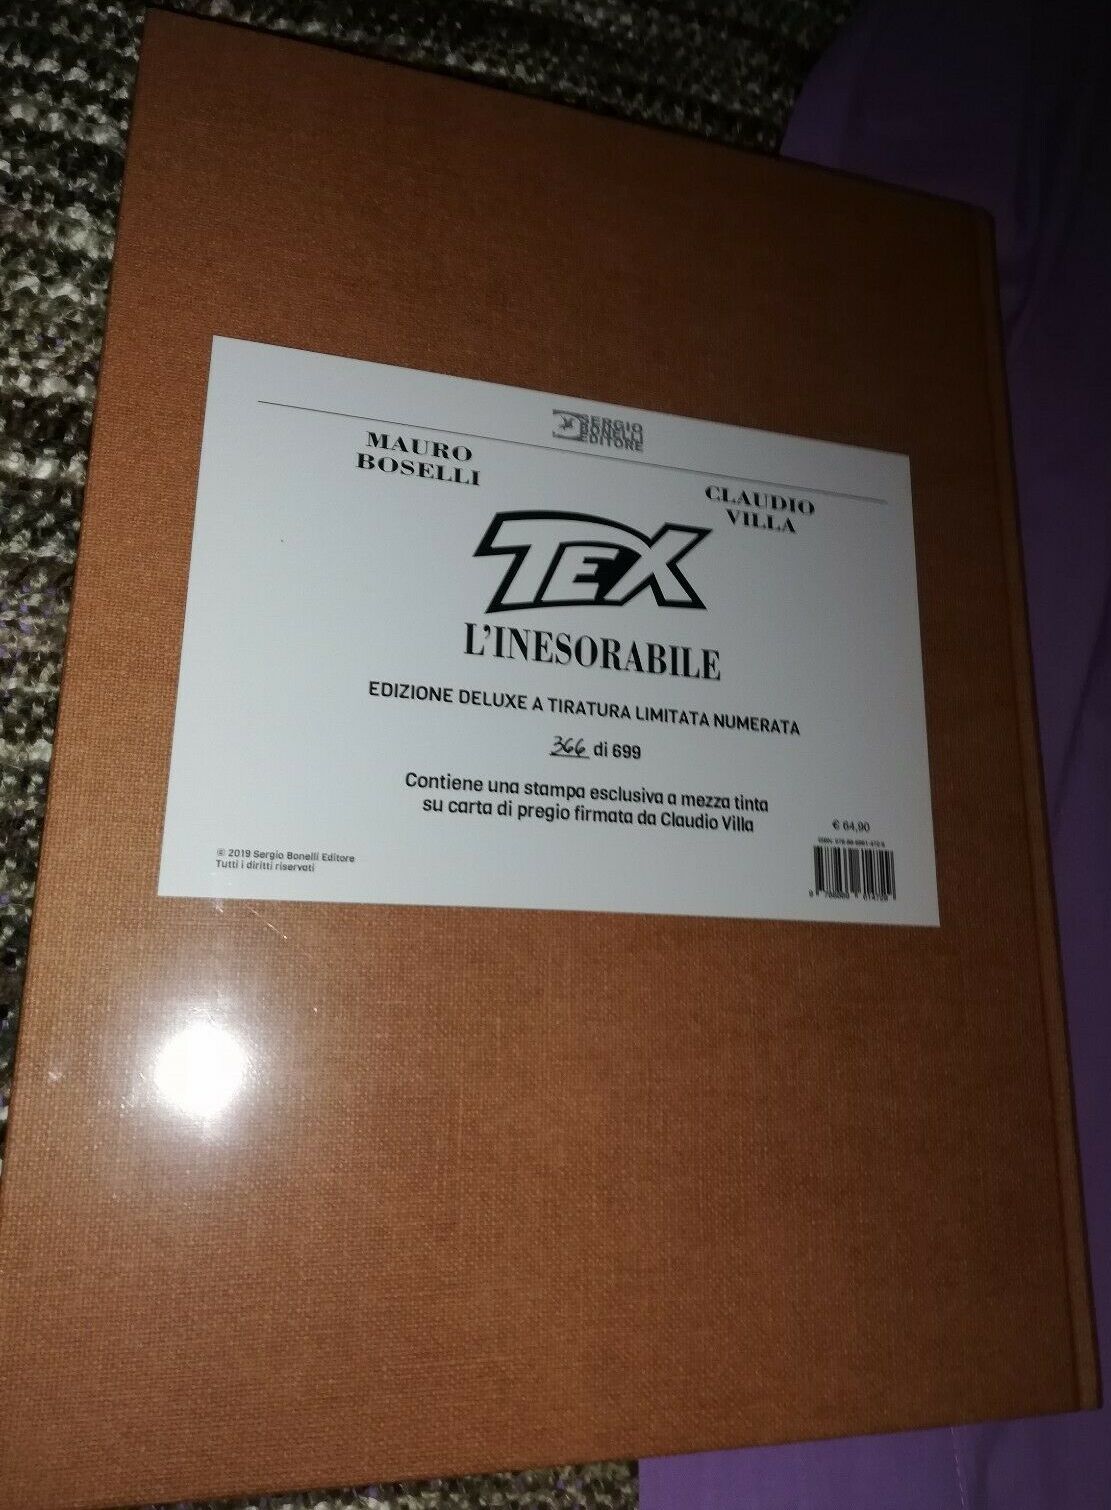 SERGIO
BONELLI
EDITORE
MAURO
BOSELLI
CLAUDIO
VILLA
TEX
L'INESORABILE
EDIZIONE DELUXE A TIRATURA LIMITATA NUMERATA
366 di 699
Contiene una stampa esclusiva a mezza tinta
su carta di pregio firmata da Claudio Villa
€ 64,90
© 2019 Sergio Bonelli Editore
Tutti i diritti riservati